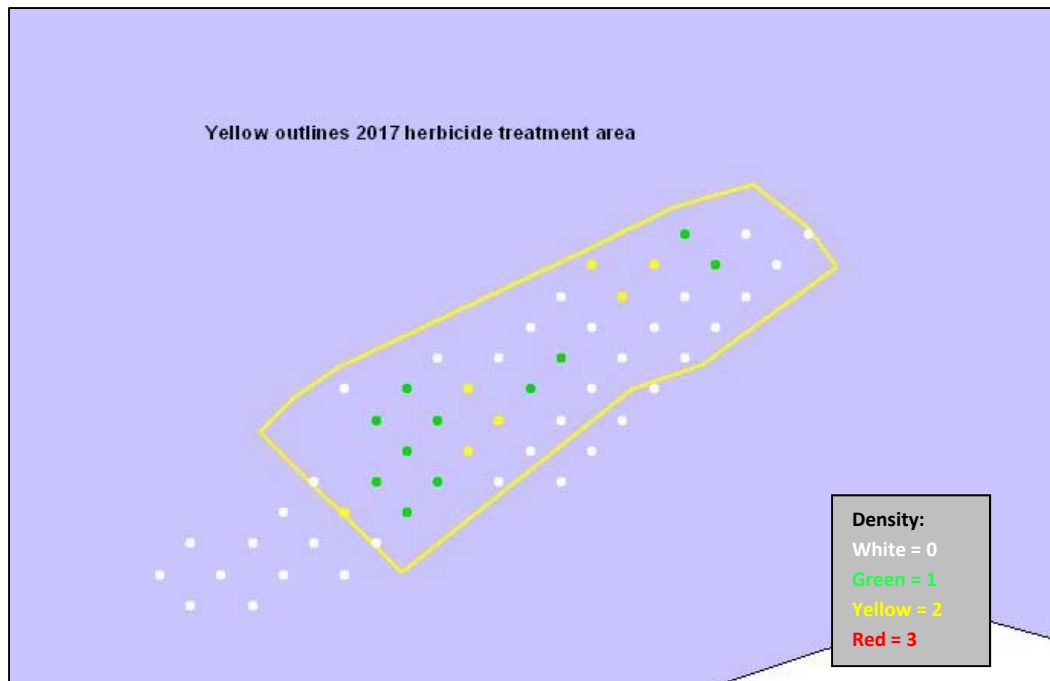 Yellow outlines 2017 herbicide treatment area
Density:
White = 0
Green = 1
Yellow = 2
Red = 3